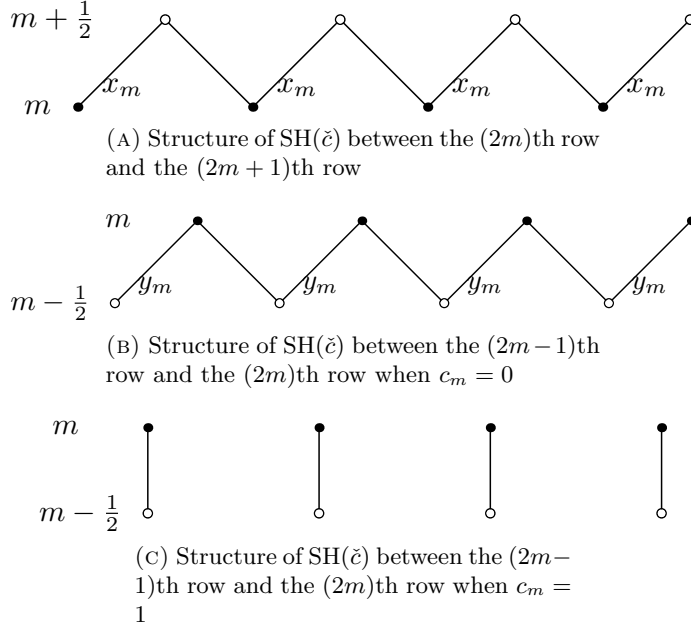 m + 1/2
x_m x_m x_m x_m
m
(A) Structure of SH(č) between the (2m)th row
and the (2m + 1)th row
m
y_m y_m y_m y_m
m − 1/2
(B) Structure of SH(č) between the (2m − 1)th
row and the (2m)th row when c_m = 0
m
m − 1/2
(C) Structure of SH(č) between the (2m−
1)th row and the (2m)th row when c_m =
1